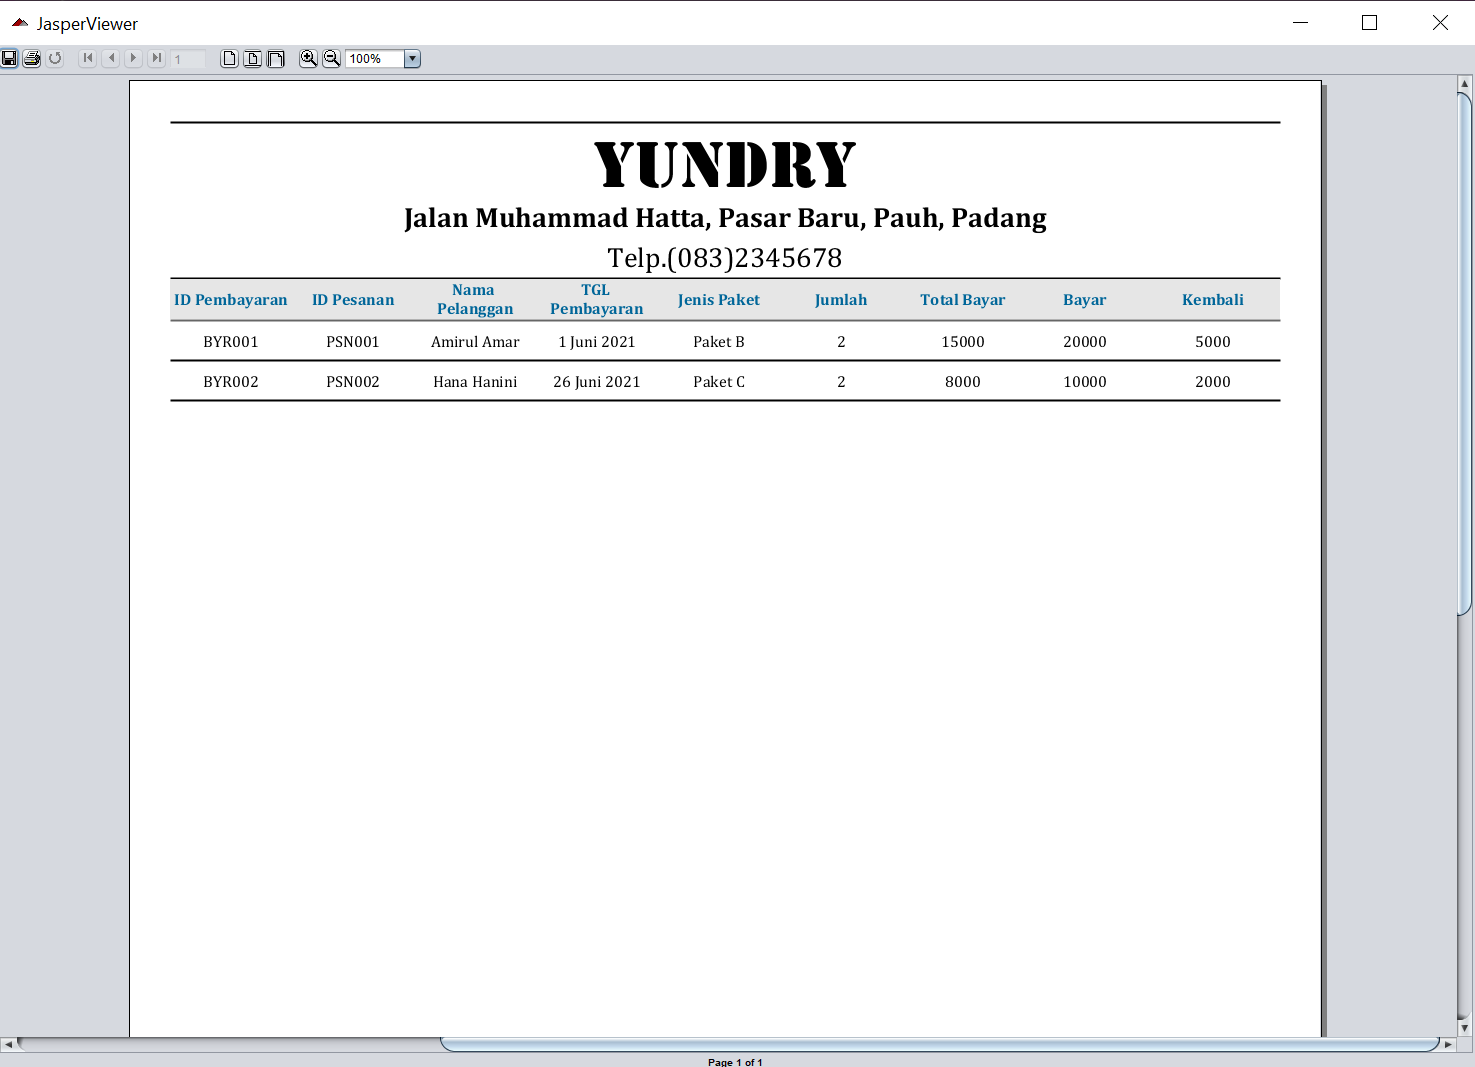 JasperViewer
1
100%
YUNDRY
Jalan Muhammad Hatta, Pasar Baru, Pauh, Padang
Telp.(083)2345678
ID Pembayaran ID Pesanan Nama Pelanggan TGL Pembayaran Jenis Paket Jumlah Total Bayar Bayar Kembali
BYR001 PSN001 Amirul Amar 1 Juni 2021 Paket B 2 15000 20000 5000
BYR002 PSN002 Hana Hanini 26 Juni 2021 Paket C 2 8000 10000 2000
Page 1 of 1